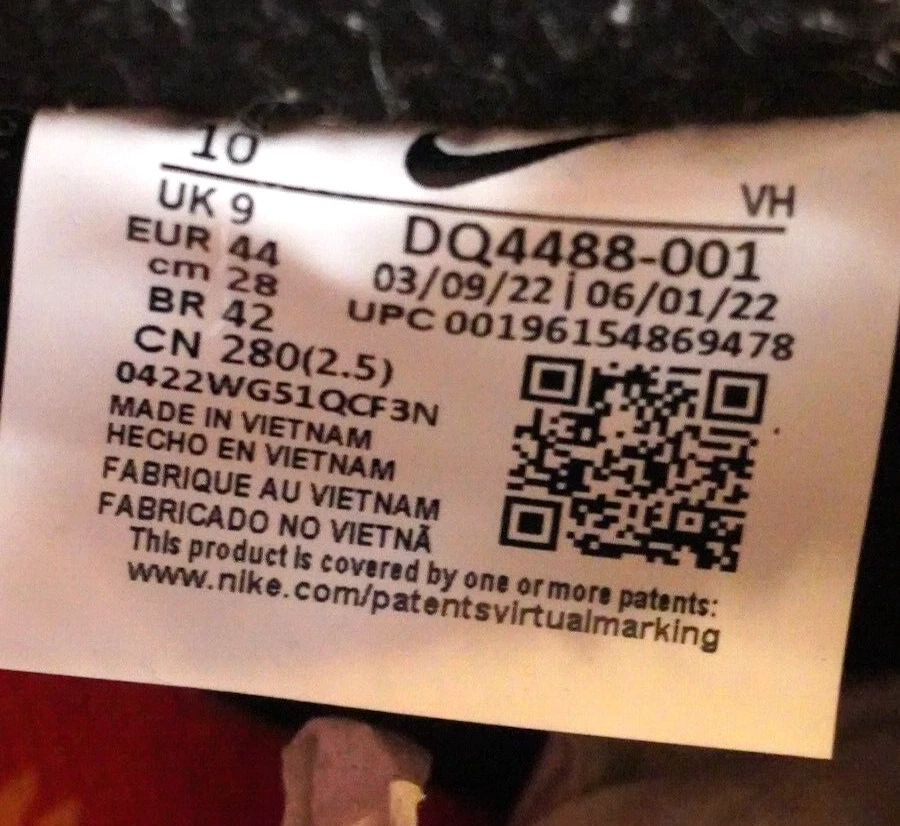 10
VH
UK 9
EUR 44
cm 28
BR 42
CN 280(2.5)
0422WG51QCF3N
MADE IN VIETNAM
HECHO EN VIETNAM
FABRIQUE AU VIETNAM
FABRICADO NO VIETNÃ
DQ4488-001
03/09/22 | 06/01/22
UPC 00196154869478
This product is covered by one or more patents:
www.nike.com/patentsvirtualmarking